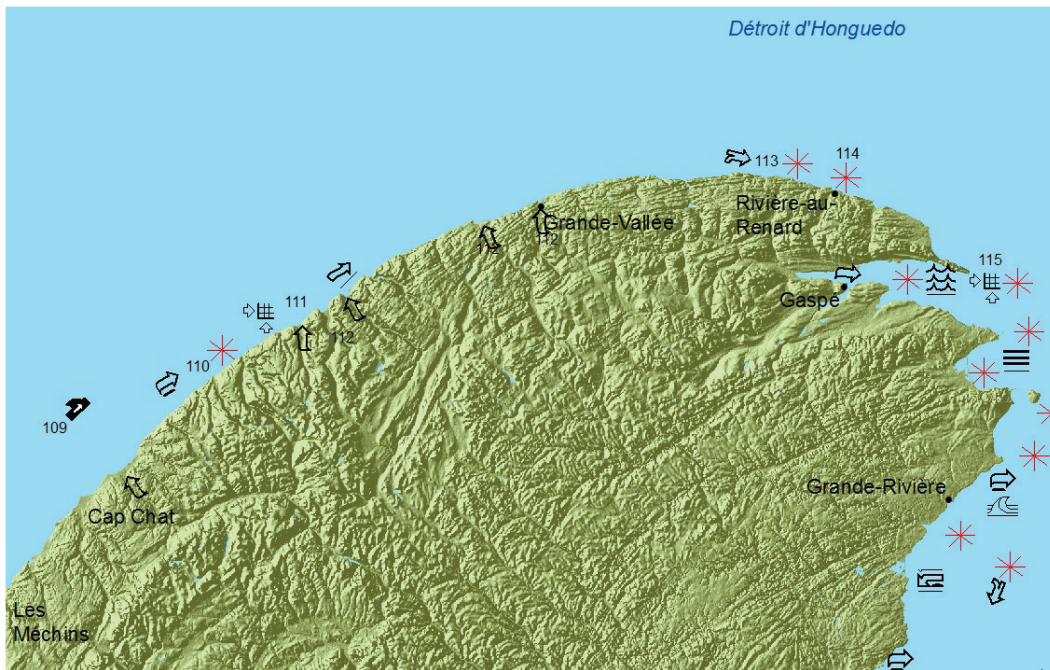 Détroit d'Honguedo
113
114
Rivière-au-
Renard
Grande-Vallée
112
115
Gaspé
111
112
110
109
Grande-Rivière
Cap Chat
Les
Méchins